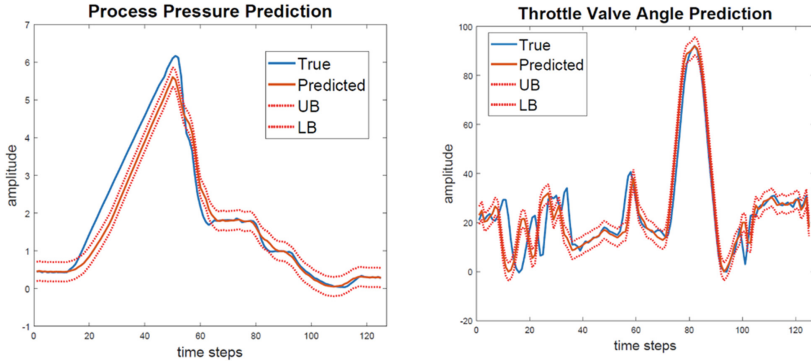 Process Pressure Prediction
7
6
5
4
3
2
1
0
-1
amplitude
0 20 40 60 80 100 120
time steps
True
Predicted
UB
LB
Throttle Valve Angle Prediction
100
80
60
40
20
0
-20
amplitude
0 20 40 60 80 100 120
time steps
True
Predicted
UB
LB